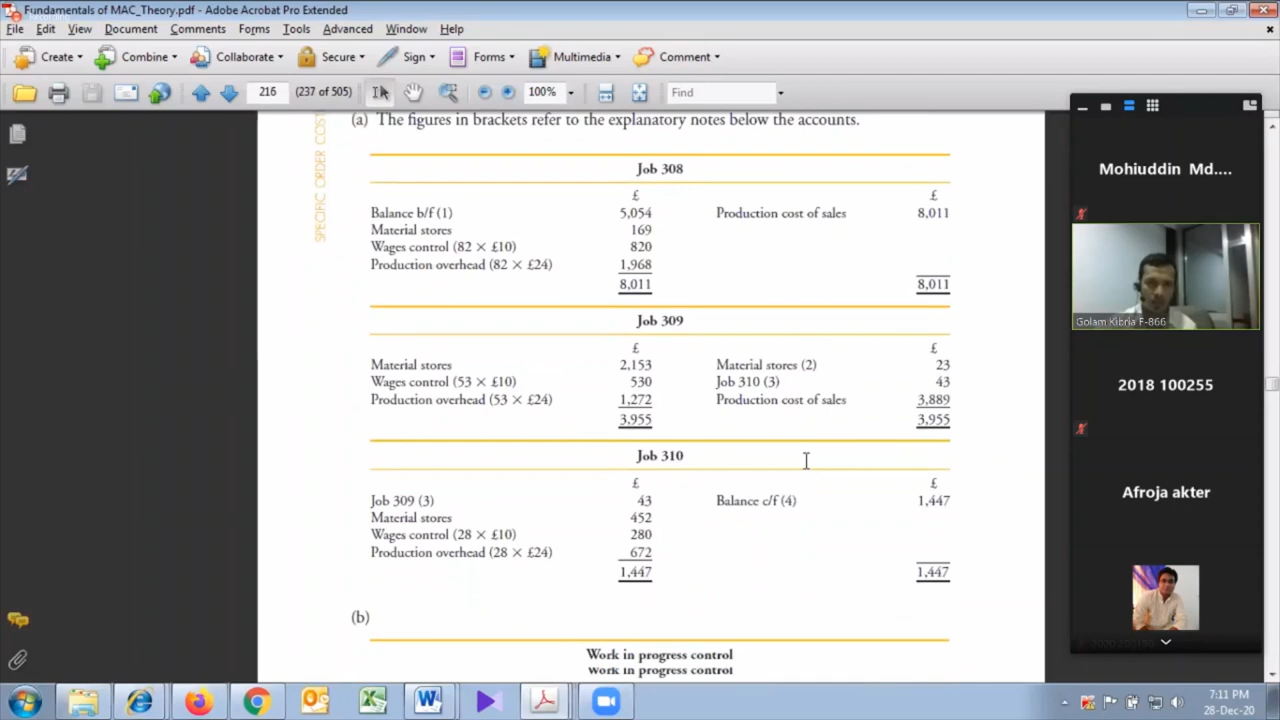 Fundamentals of MAC_Theory.pdf - Adobe Acrobat Pro Extended
File Edit View Document Comments Forms Tools Advanced Window Help
Create Combine Collaborate Secure Sign Forms Multimedia Comment
216 (237 of 505) 100% Find
SPECIFIC ORDER COST
(a) The figures in brackets refer to the explanatory notes below the accounts.
Job 308
£ £
Balance b/f (1) 5,054 Production cost of sales 8,011
Material stores 169
Wages control (82 × £10) 820
Production overhead (82 × £24) 1,968
8,011 8,011
Job 309
£ £
Material stores 2,153 Material stores (2) 23
Wages control (53 × £10) 530 Job 310 (3) 43
Production overhead (53 × £24) 1,272 Production cost of sales 3,889
3,955 3,955
Job 310
£ £
Job 309 (3) 43 Balance c/f (4) 1,447
Material stores 452
Wages control (28 × £10) 280
Production overhead (28 × £24) 672
1,447 1,447
(b)
Work in progress control
Work in progress control
Mohiuddin Md....
Golam Kibria F-866
2018 100255
Afroja akter
7:11 PM
28-Dec-20